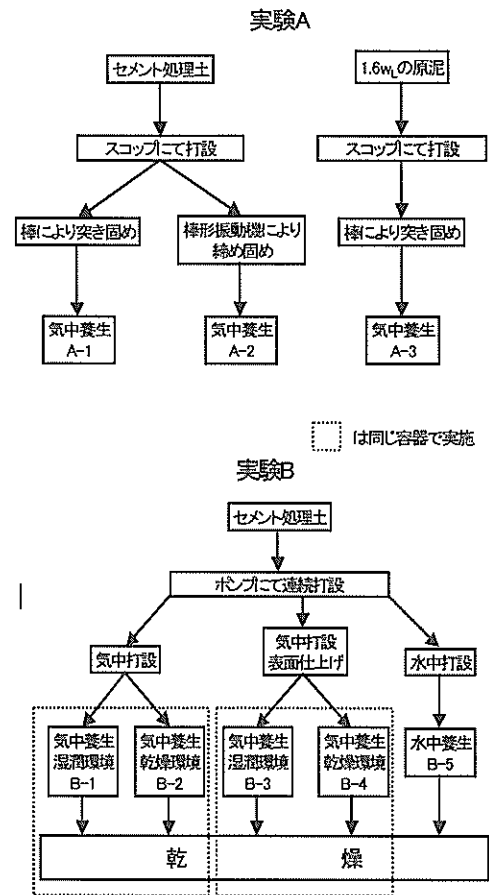 実験A
セメント処理土
1.6wLの原泥
スコップにて打設
スコップにて打設
棒により突き固め
棒形振動機により
締め固め
棒により突き固め
気中養生
A-1
気中養生
A-2
気中養生
A-3
は同じ容器で実施
実験B
セメント処理土
ポンプにて連続打設
気中打設
気中打設
表面仕上げ
水中打設
気中養生
湿潤環境
B-1
気中養生
乾燥環境
B-2
気中養生
湿潤環境
B-3
気中養生
乾燥環境
B-4
水中養生
B-5
乾 燥